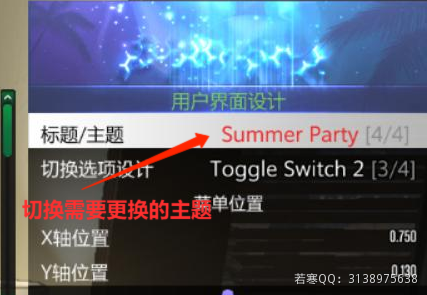 用户界面设计
标题/主题 Summer Party [4/4]
切换选项设计 Toggle Switch 2 [3/4]
菜单位置
切换需要更换的主题
X轴位置 0.750
Y轴位置 0.130
若寒QQ：3138975638